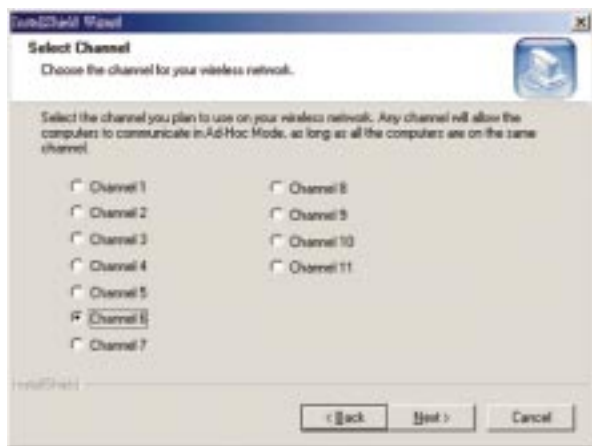 InstallShield Wizard
Select Channel
Choose the channel for your wireless network.
Select the channel you plan to use on your wireless network. Any channel will allow the
computers to communicate in Ad-Hoc Mode, as long as all the computers are on the same
channel.
Channel 1
Channel 2
Channel 3
Channel 4
Channel 5
Channel 6
Channel 7
Channel 8
Channel 9
Channel 10
Channel 11
InstallShield
< Back
Next >
Cancel